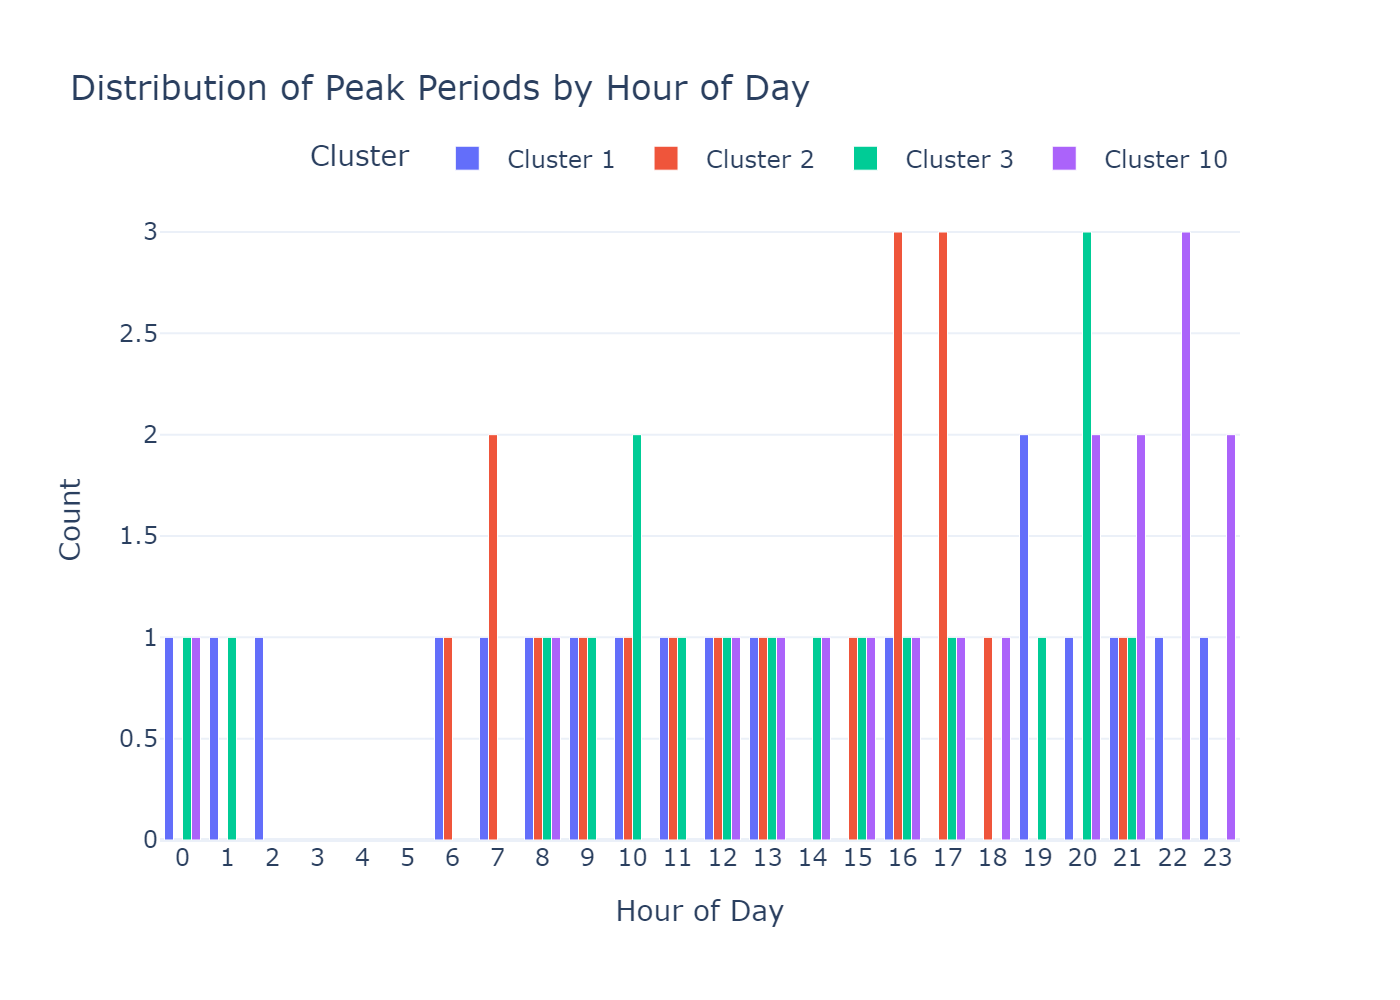 Distribution of Peak Periods by Hour of Day
Cluster Cluster 1 Cluster 2 Cluster 3 Cluster 10
3
2.5
2
1.5
1
0.5
0
Count
0 1 2 3 4 5 6 7 8 9 10 11 12 13 14 15 16 17 18 19 20 21 22 23
Hour of Day